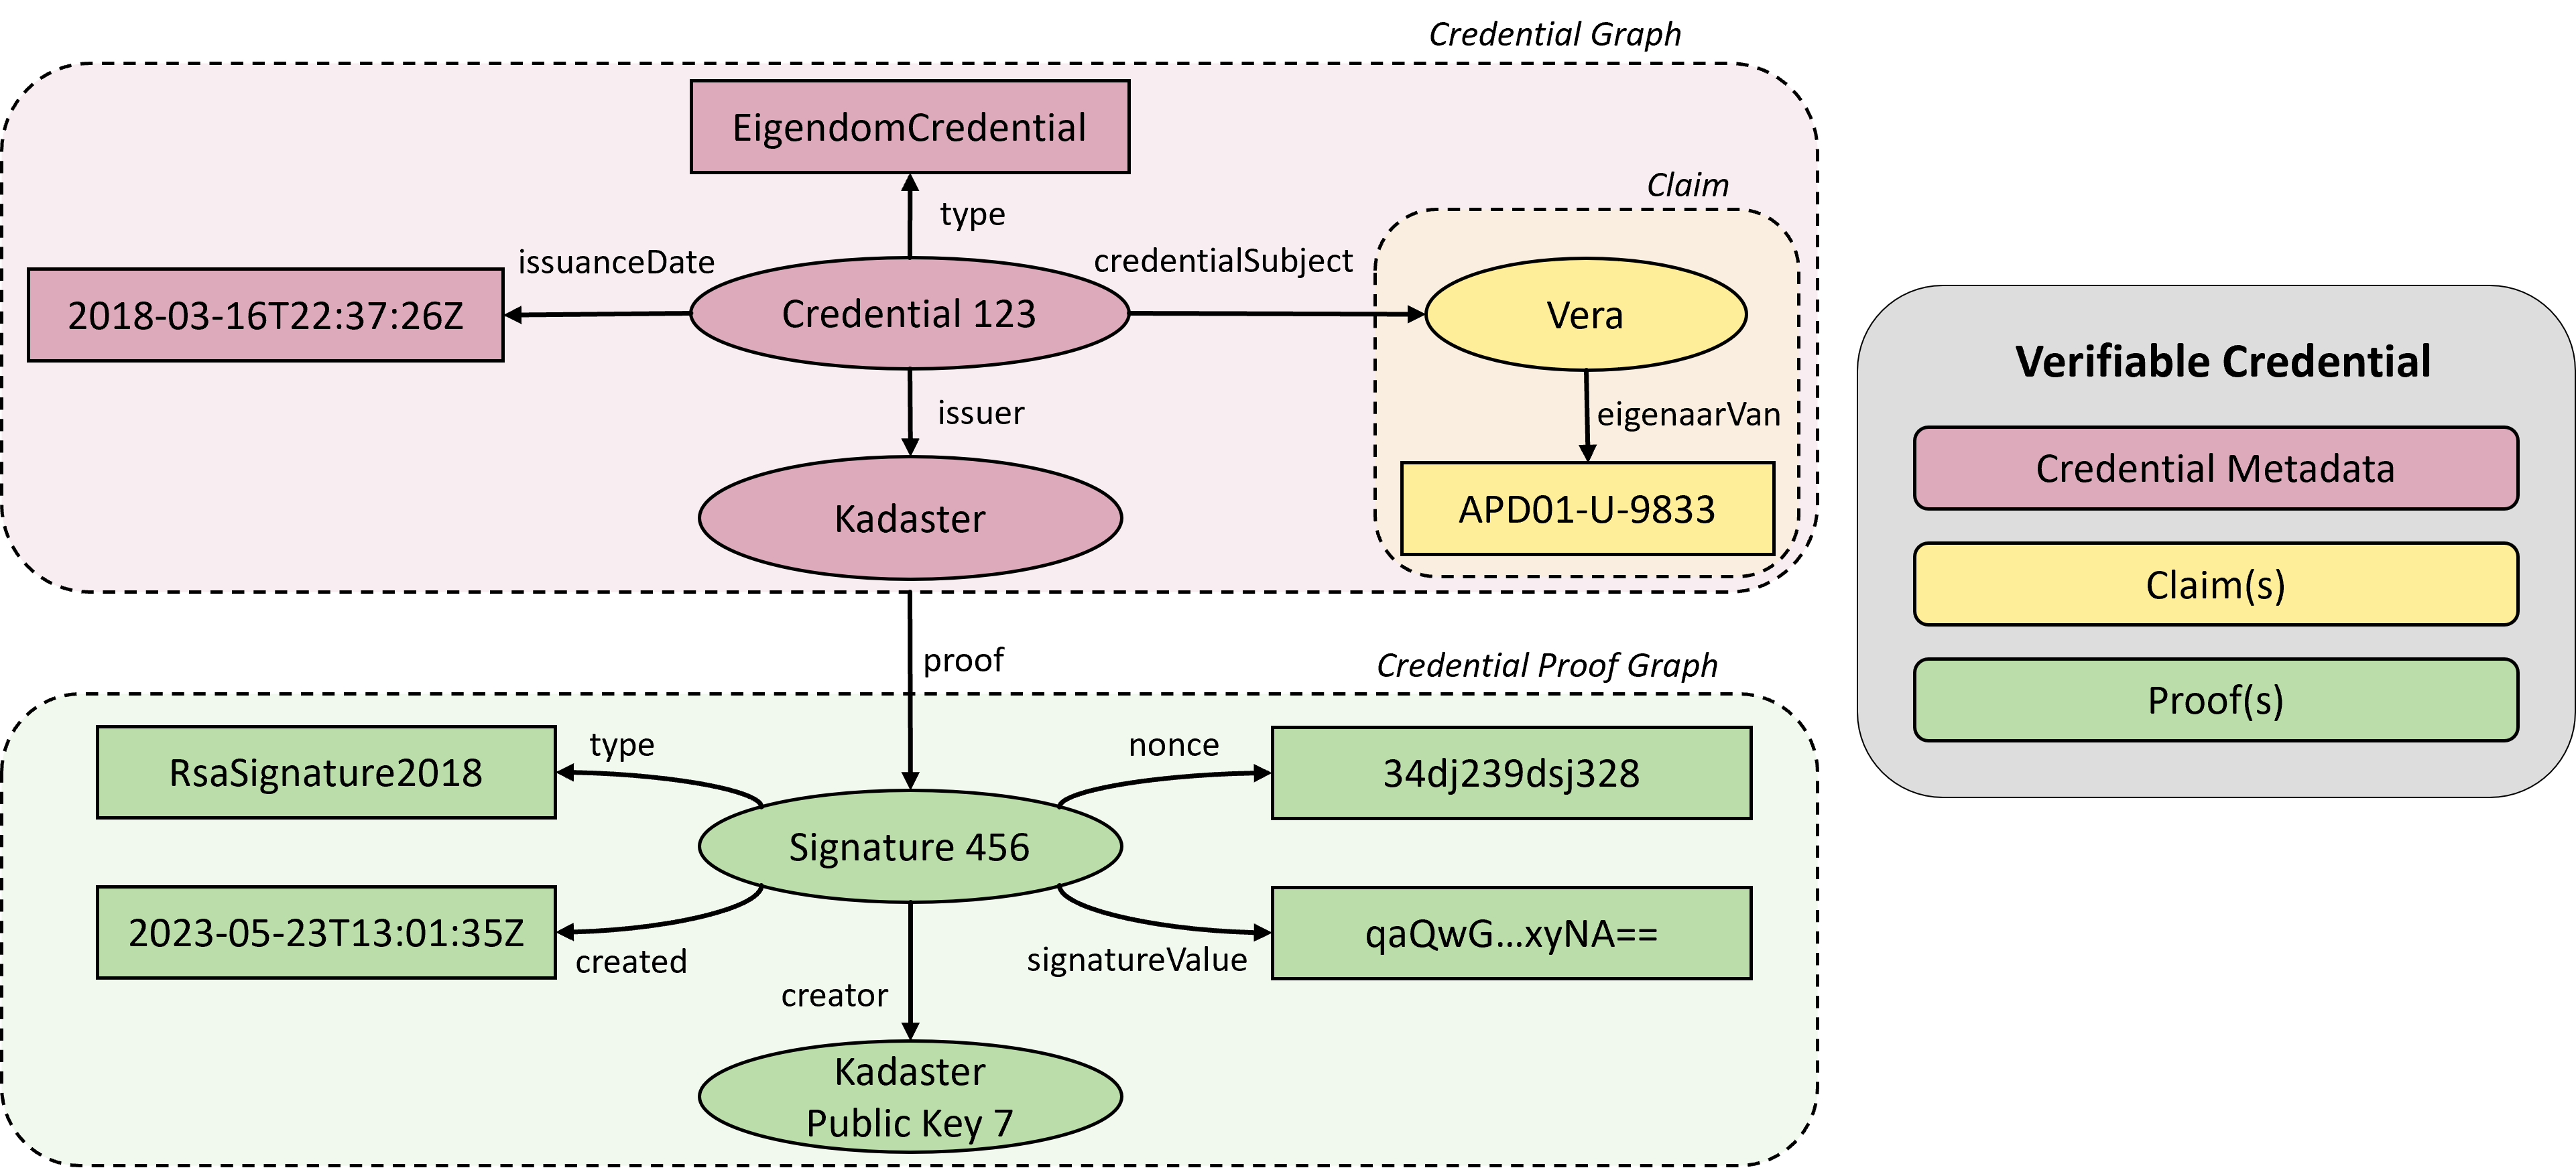 Credential Graph
EigendomCredential
Claim
type
issuanceDate
credentialSubject
2018-03-16T22:37:26Z
Credential 123
Vera
issuer
eigenaarVan
Kadaster
APD01-U-9833
proof
Credential Proof Graph
type
nonce
RsaSignature2018
34dj239dsj328
Signature 456
2023-05-23T13:01:35Z
qaQwG...xyNA==
created
signatureValue
creator
Kadaster
Public Key 7
Verifiable Credential
Credential Metadata
Claim(s)
Proof(s)